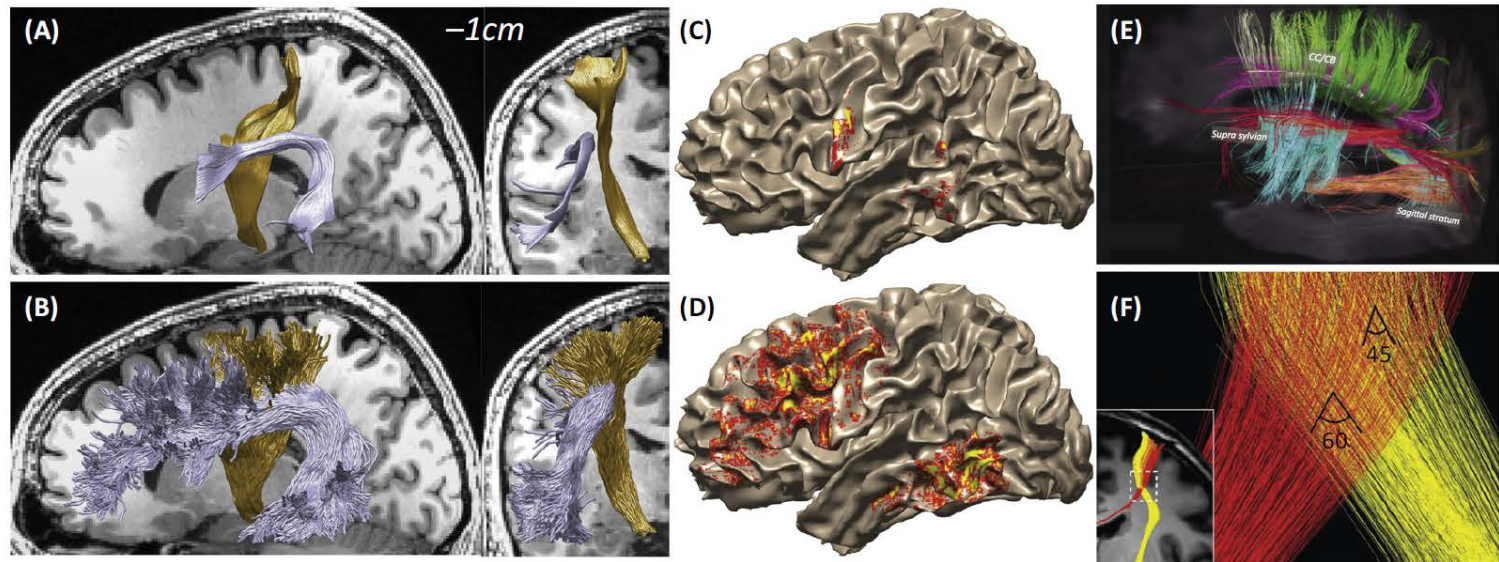 (A)
–1cm
(B)
(C)
(D)
(E)
CC/CB
Supra sylvian
Sagittal stratum
(F)
45
60